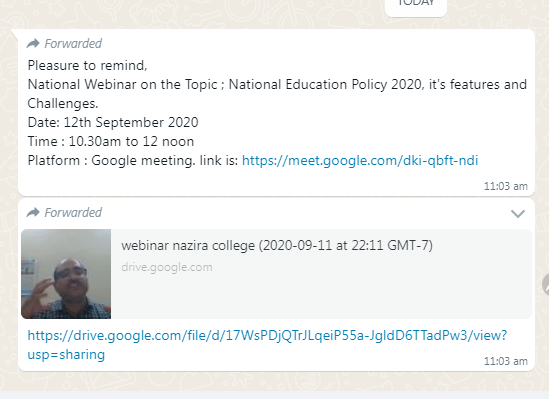 TODAY
Forwarded
Pleasure to remind,
National Webinar on the Topic ; National Education Policy 2020, it's features and
Challenges.
Date: 12th September 2020
Time : 10.30am to 12 noon
Platform : Google meeting. link is: https://meet.google.com/dki-qbft-ndi
11:03 am
Forwarded
webinar nazira college (2020-09-11 at 22:11 GMT-7)
drive.google.com
https://drive.google.com/file/d/17WsPDjQTrJLqeiP55a-JgldD6TTadPw3/view?
usp=sharing
11:03 am